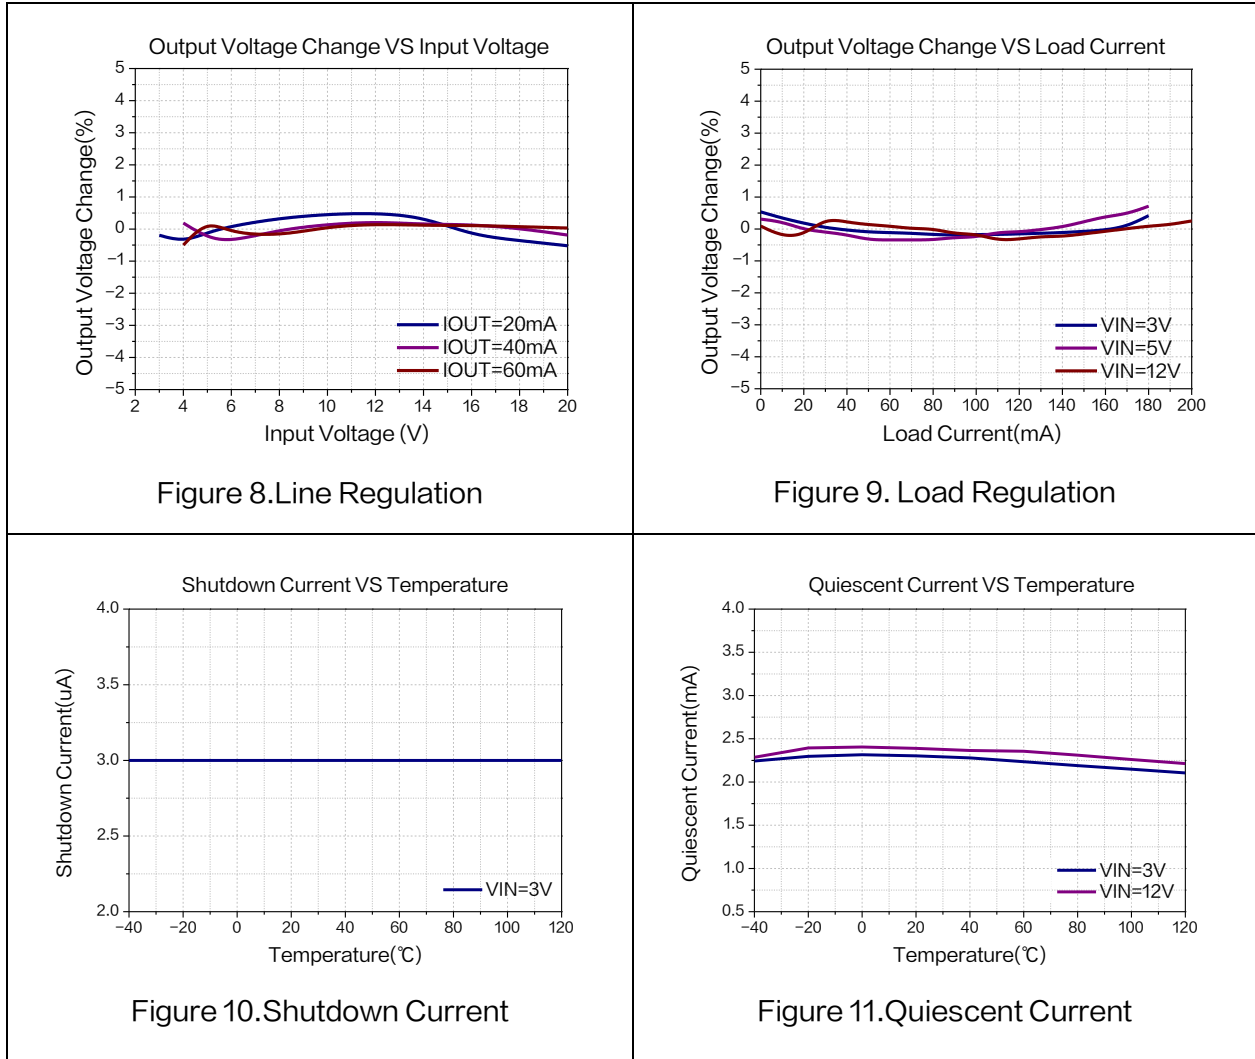 Output Voltage Change VS Input Voltage
Output Voltage Change(%)
5
4
3
2
1
0
−1
−2
−3
−4
−5
IOUT=20mA
IOUT=40mA
IOUT=60mA
2 4 6 8 10 12 14 16 18 20
Input Voltage (V)
Figure 8.Line Regulation
Output Voltage Change VS Load Current
Output Voltage Change(%)
5
4
3
2
1
0
−1
−2
−3
−4
−5
VIN=3V
VIN=5V
VIN=12V
0 20 40 60 80 100 120 140 160 180 200
Load Current(mA)
Figure 9. Load Regulation
Shutdown Current VS Temperature
Shutdown Current(uA)
4.0
3.5
3.0
2.5
2.0
VIN=3V
−40 −20 0 20 40 60 80 100 120
Temperature(℃)
Figure 10.Shutdown Current
Quiescent Current VS Temperature
Quiescent Current(mA)
4.0
3.5
3.0
2.5
2.0
1.5
1.0
0.5
VIN=3V
VIN=12V
−40 −20 0 20 40 60 80 100 120
Temperature(℃)
Figure 11.Quiescent Current